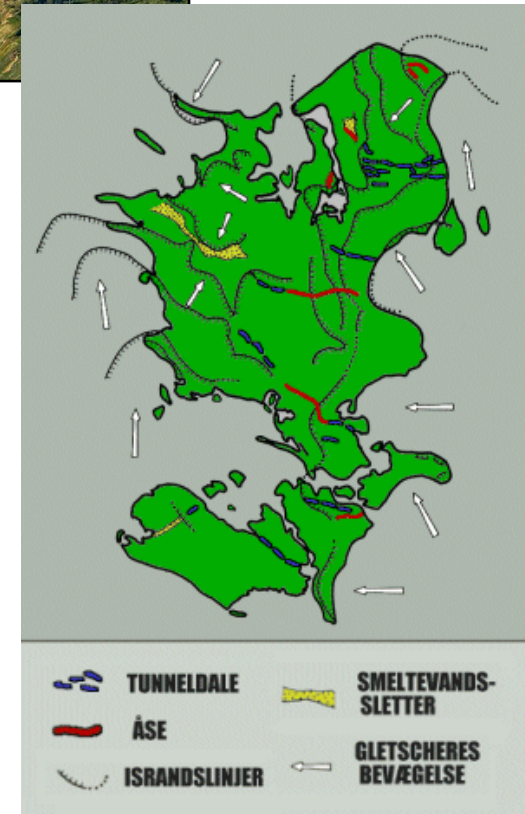 TUNNELDALE
ÅSE
ISRANDSLINJER
SMELTEVANDS-
SLETTER
GLETSCHERES
BEVÆGELSE